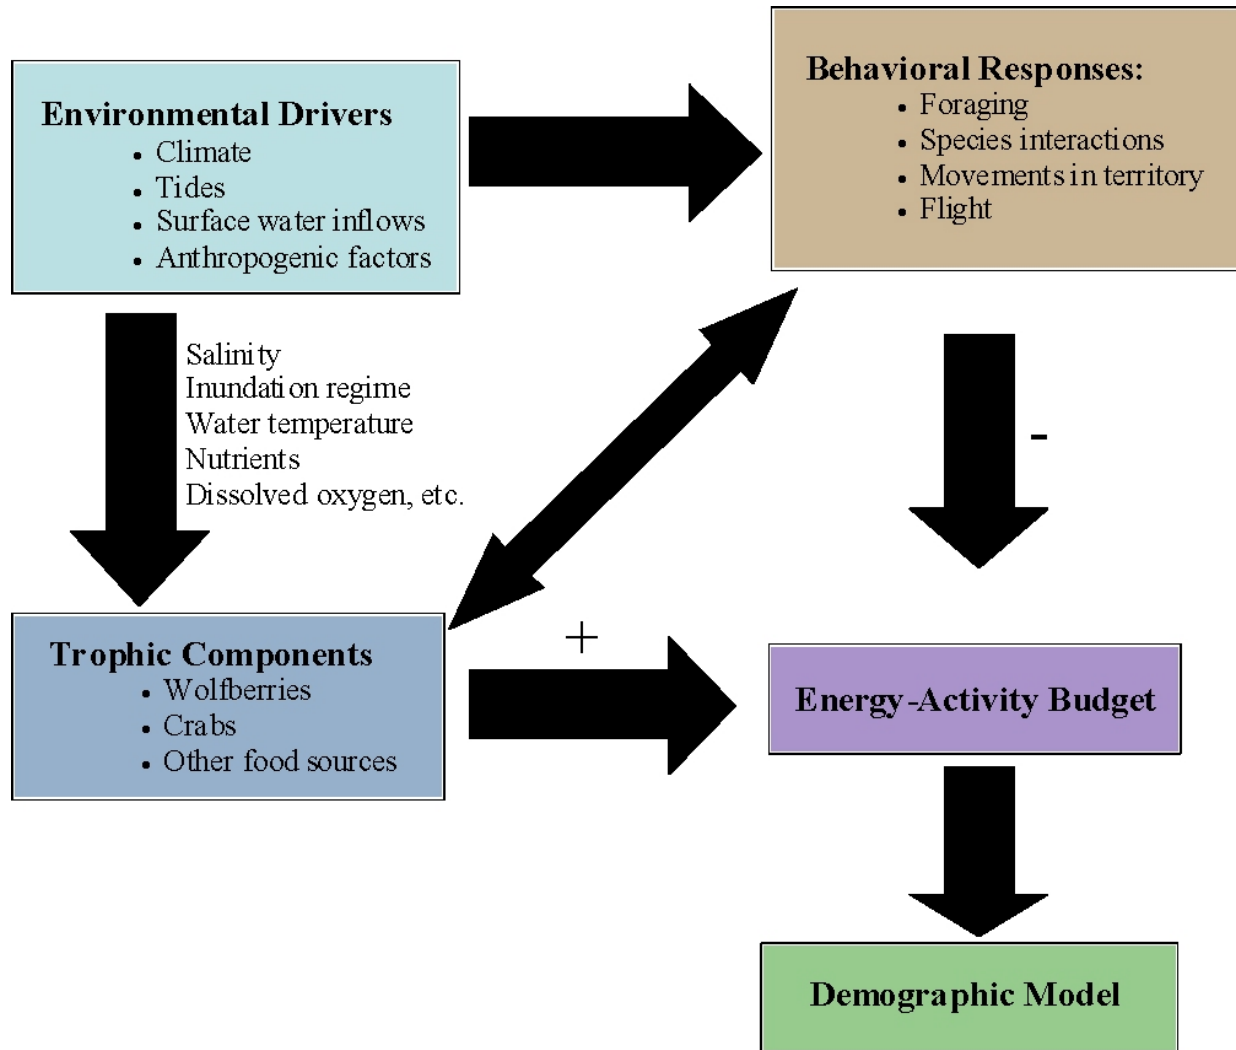 Environmental Drivers
• Climate
• Tides
• Surface water inflows
• Anthropogenic factors
Behavioral Responses:
• Foraging
• Species interactions
• Movements in territory
• Flight
Salinity
Inundation regime
Water temperature
Nutrients
Dissolved oxygen, etc.
-
Trophic Components
• Wolfberries
• Crabs
• Other food sources
+
Energy-Activity Budget
Demographic Model